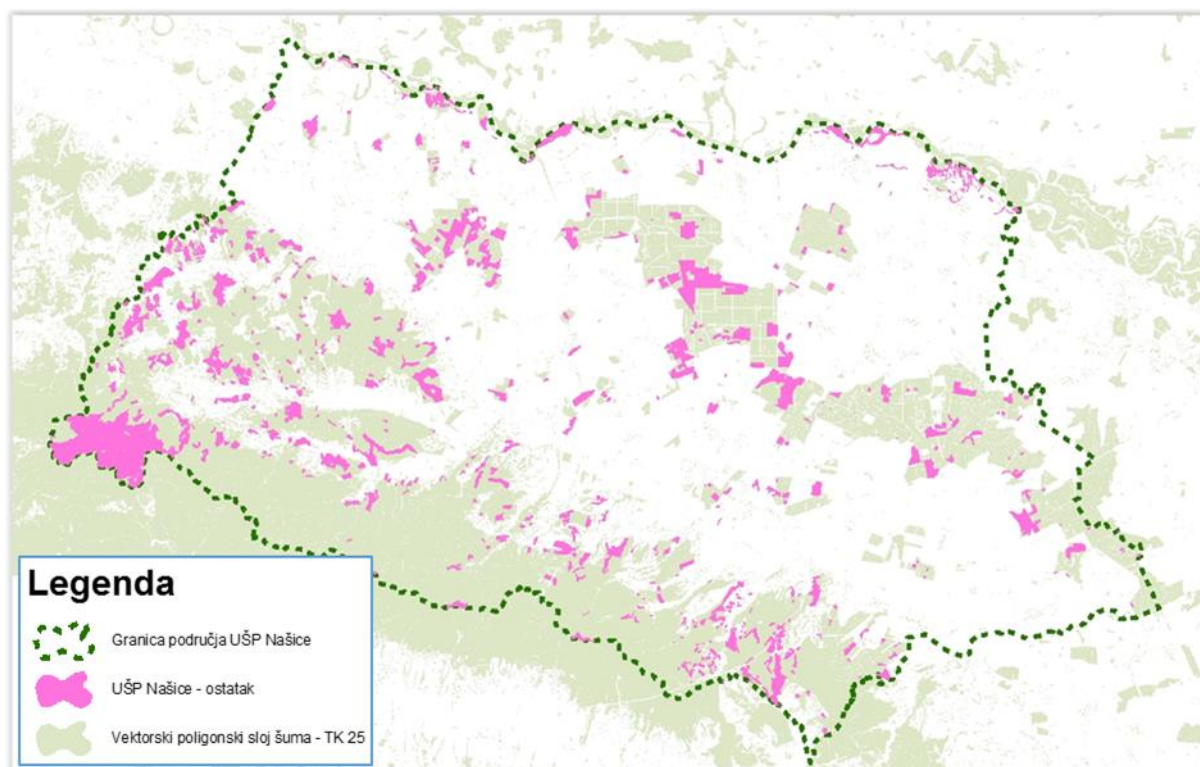 Legenda
Granica područja UŠP Našice
UŠP Našice - ostatak
Vektorski poligonski sloj šuma - TK 25